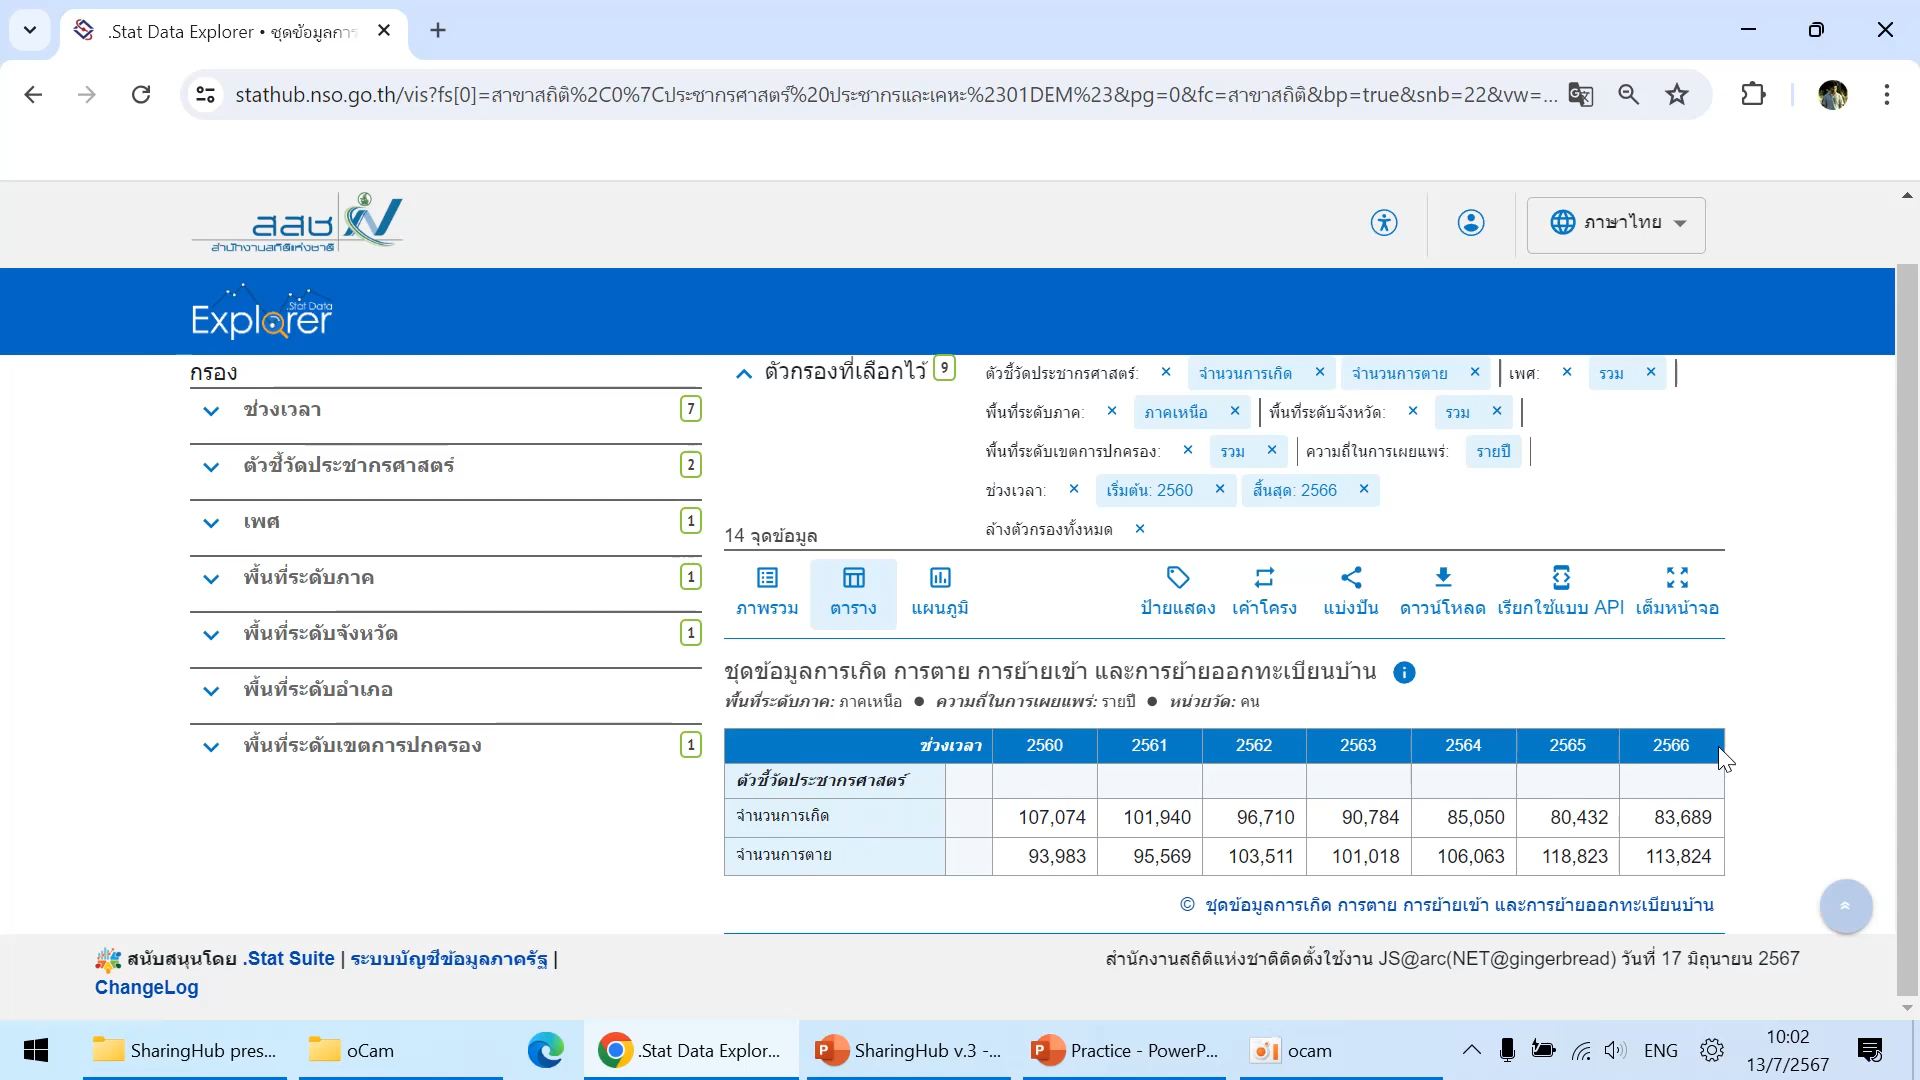 .Stat Data Explorer • ชุดข้อมูลการ
stathub.nso.go.th/vis?fs[0]=สาขาสถิติ%2C0%7Cประชากรศาสตร์%20ประชากรและเคหะ%2301DEM%23&pg=0&fc=สาขาสถิติ&bp=true&snb=22&vw=...
สสช
สำนักงานสถิติแห่งชาติ
ภาษาไทย
.Stat Data
Explorer
กรอง
ช่วงเวลา 7
ตัวชี้วัดประชากรศาสตร์ 2
เพศ 1
พื้นที่ระดับภาค 1
พื้นที่ระดับจังหวัด 1
พื้นที่ระดับอำเภอ
พื้นที่ระดับเขตการปกครอง 1
ตัวกรองที่เลือกไว้ 9
ตัวชี้วัดประชากรศาสตร์: × จำนวนการเกิด × จำนวนการตาย × | เพศ: × รวม × |
พื้นที่ระดับภาค: × ภาคเหนือ × | พื้นที่ระดับจังหวัด: × รวม × |
พื้นที่ระดับเขตการปกครอง: × รวม × | ความถี่ในการเผยแพร่: รายปี |
ช่วงเวลา: × เริ่มต้น: 2560 × สิ้นสุด: 2566 ×
ล้างตัวกรองทั้งหมด ×
14 จุดข้อมูล
ภาพรวม ตาราง แผนภูมิ ป้ายแสดง เค้าโครง แบ่งปัน ดาวน์โหลด เรียกใช้แบบ API เต็มหน้าจอ
ชุดข้อมูลการเกิด การตาย การย้ายเข้า และการย้ายออกทะเบียนบ้าน
พื้นที่ระดับภาค: ภาคเหนือ ● ความถี่ในการเผยแพร่: รายปี ● หน่วยวัด: คน
ช่วงเวลา 2560 2561 2562 2563 2564 2565 2566
ตัวชี้วัดประชากรศาสตร์
จำนวนการเกิด 107,074 101,940 96,710 90,784 85,050 80,432 83,689
จำนวนการตาย 93,983 95,569 103,511 101,018 106,063 118,823 113,824
© ชุดข้อมูลการเกิด การตาย การย้ายเข้า และการย้ายออกทะเบียนบ้าน
สนับสนุนโดย .Stat Suite | ระบบบัญชีข้อมูลภาครัฐ |
ChangeLog
สำนักงานสถิติแห่งชาติติดตั้งใช้งาน JS@arc(NET@gingerbread) วันที่ 17 มิถุนายน 2567
SharingHub pres...
oCam
.Stat Data Explor...
SharingHub v.3 -...
Practice - PowerP...
ocam
ENG
10:02
13/7/2567